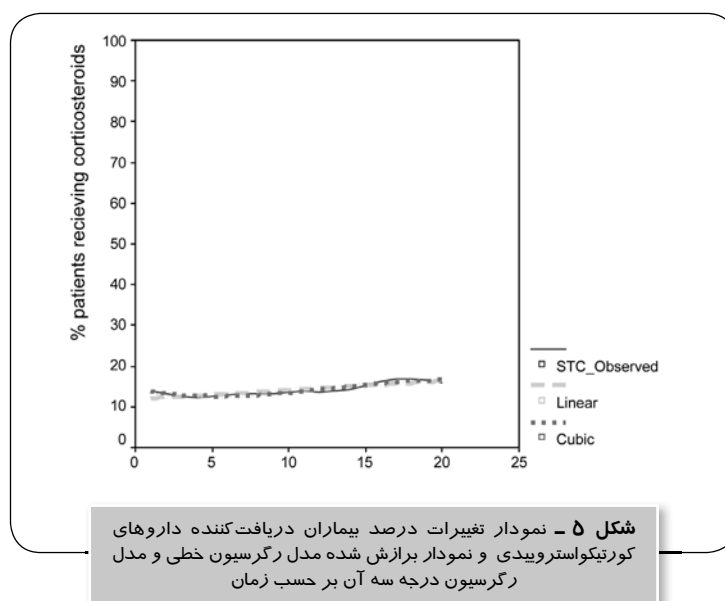 % patients recieving corticosteroids
100
90
80
70
60
50
40
30
20
10
0
0 5 10 15 20 25
STC_Observed
Linear
Cubic
شکل ۵ ـ نمودار تغییرات درصد بیماران دریافت‌کننده داروهای
کورتیکواستروییدی و نمودار برازش شده مدل رگرسیون خطی و مدل
رگرسیون درجه سه آن بر حسب زمان